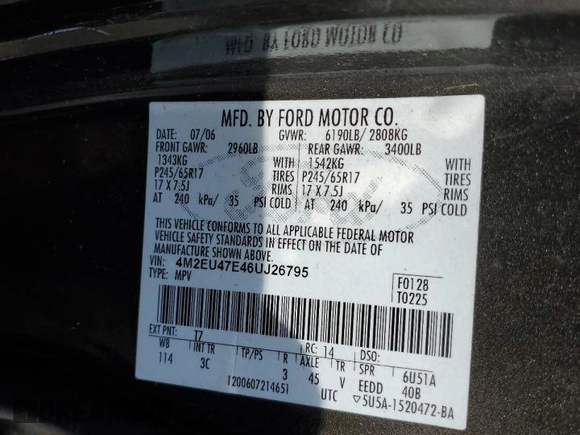 MFD. BY FORD MOTOR CO.
MFD. BY FORD MOTOR CO.
DATE: 07/06 GVWR: 6190LB/ 2808KG
FRONT GAWR: 2960LB REAR GAWR: 3400LB
1343KG WITH 1542KG WITH
P245/65R17 TIRES P245/65R17 TIRES
17 X 7.5J RIMS 17 X 7.5J RIMS
AT 240 kPa/ 35 PSI COLD AT 240 kPa/ 35 PSI COLD
THIS VEHICLE CONFORMS TO ALL APPLICABLE FEDERAL MOTOR
VEHICLE SAFETY STANDARDS IN EFFECT ON THE DATE OF
MANUFACTURE SHOWN ABOVE.
VIN: 4M2EU47E46UJ26795
TYPE: MPV
F0128
T0225
EXT PNT: T7 RC: 14 DSO:
WB INT TR TP/PS R AXLE TR SPR 6U51A
114 3C 3 45 V EEDD 40B
1200607214651 UTC ▽5U5A-1520472-BA